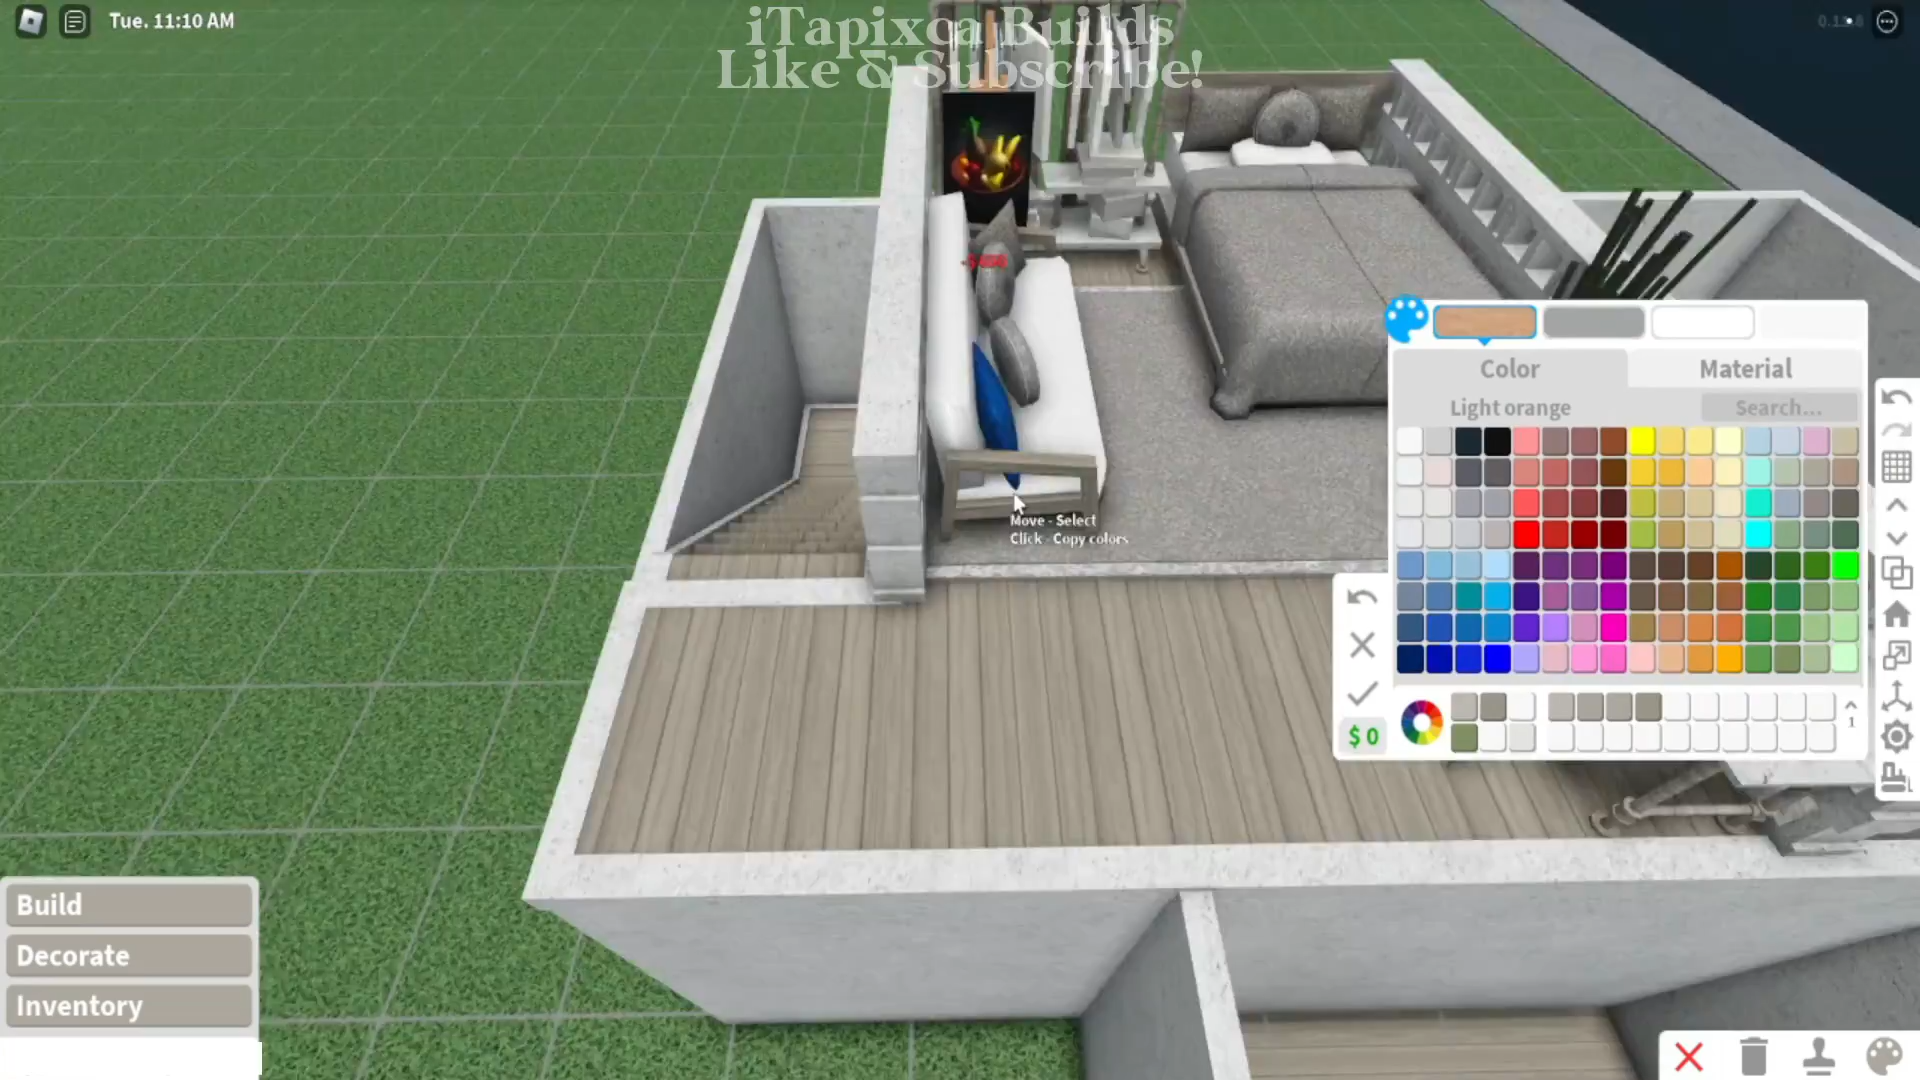 Tue. 11:10 AM
iTapixca Builds
Like & Subscribe!
Color
Material
Light orange
Search...
Move - Select
Click - Copy colors
$ 0
1
Build
Decorate
Inventory